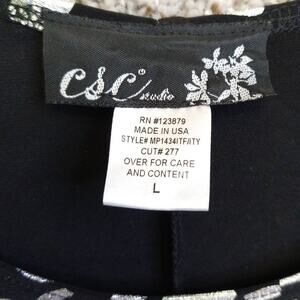 CSC studio
RN #123879
MADE IN USA
STYLE# MP1434ITF/ITY
CUT# 277
OVER FOR CARE
AND CONTENT
L